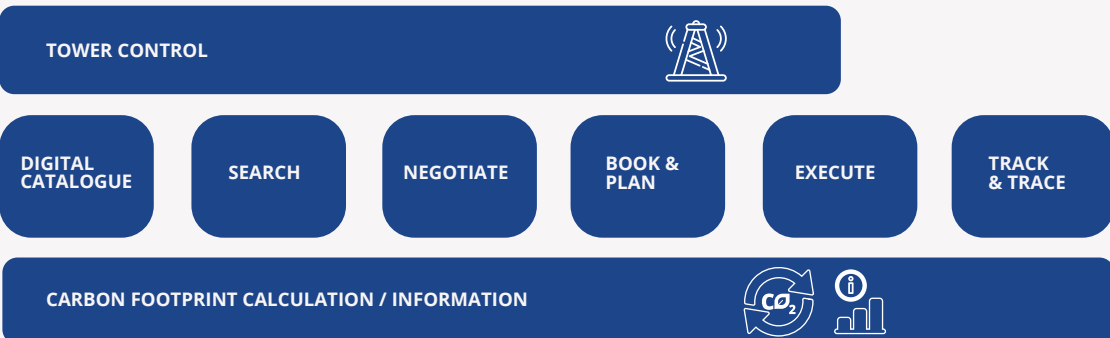 TOWER CONTROL
DIGITAL
CATALOGUE
SEARCH
NEGOTIATE
BOOK &
PLAN
EXECUTE
TRACK
& TRACE
CARBON FOOTPRINT CALCULATION / INFORMATION
CO2
i